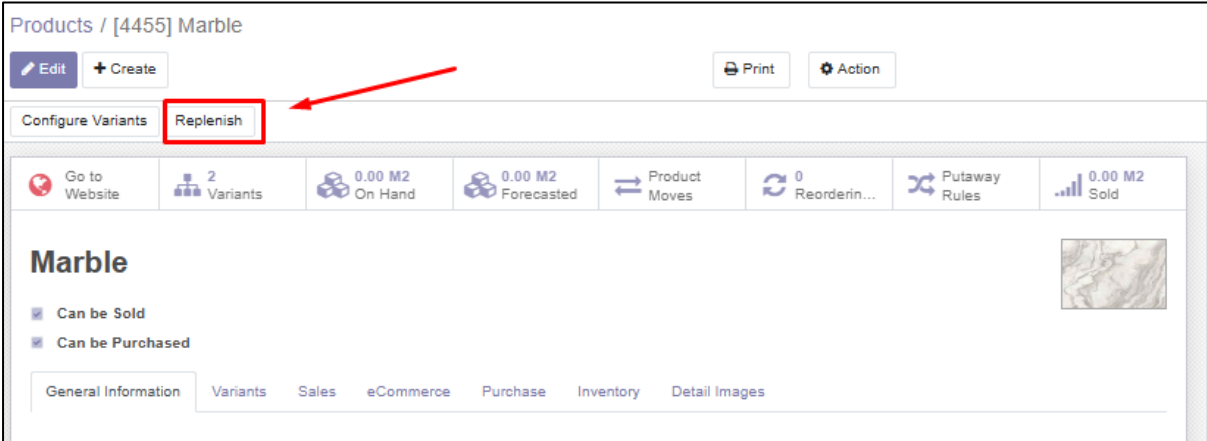 Products / [4455] Marble
Edit + Create Print Action
Configure Variants Replenish
Go to Website
2 Variants
0.00 M2 On Hand
0.00 M2 Forecasted
Product Moves
0 Reorderin...
Putaway Rules
0.00 M2 Sold
Marble
Can be Sold
Can be Purchased
General Information Variants Sales eCommerce Purchase Inventory Detail Images